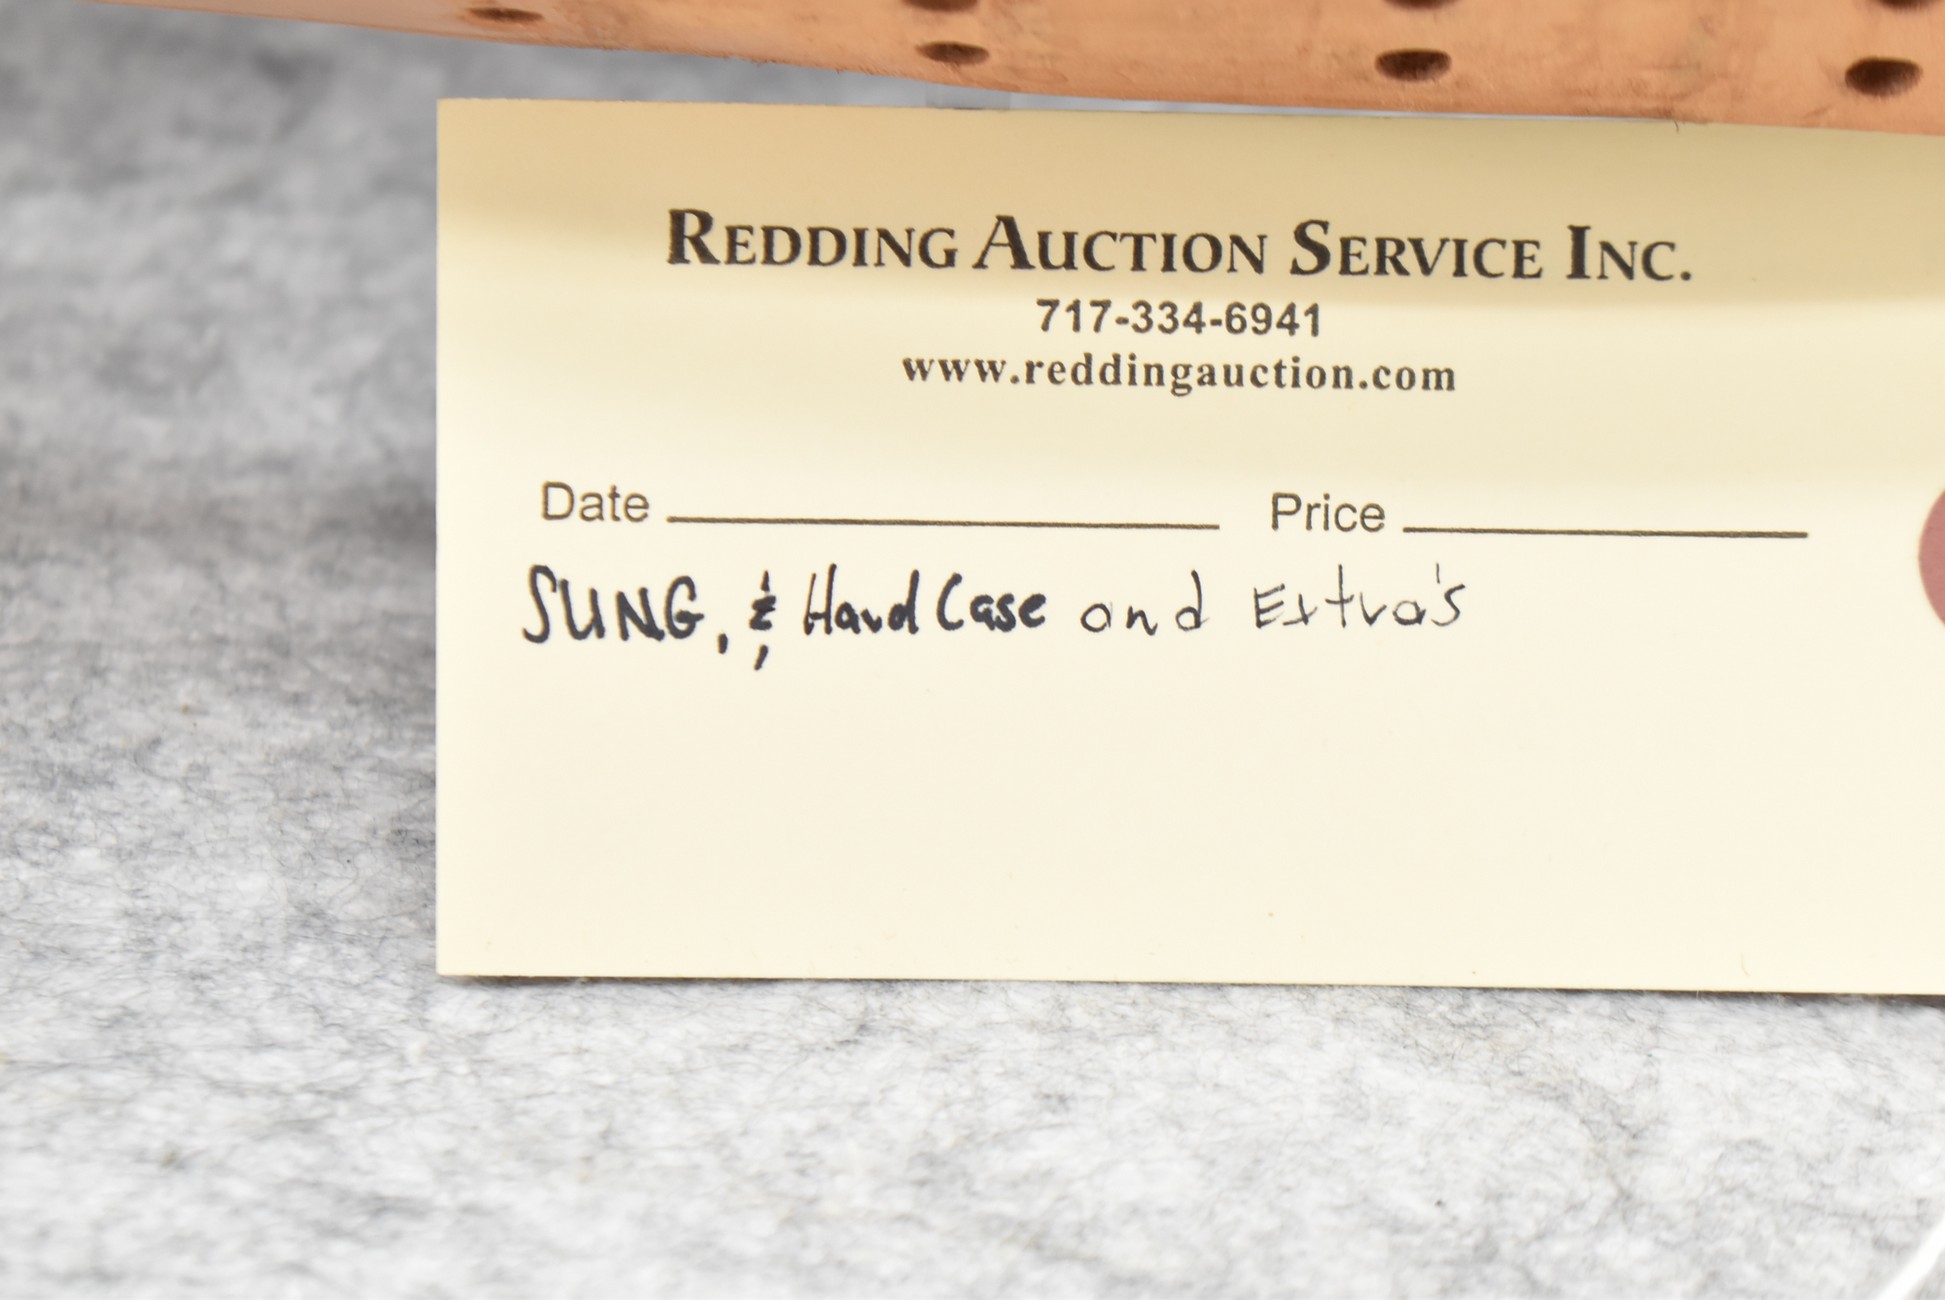 REDDING AUCTION SERVICE INC.
717-334-6941
www.reddingauction.com
Date Price
SLING, & Hard Case and Extra's